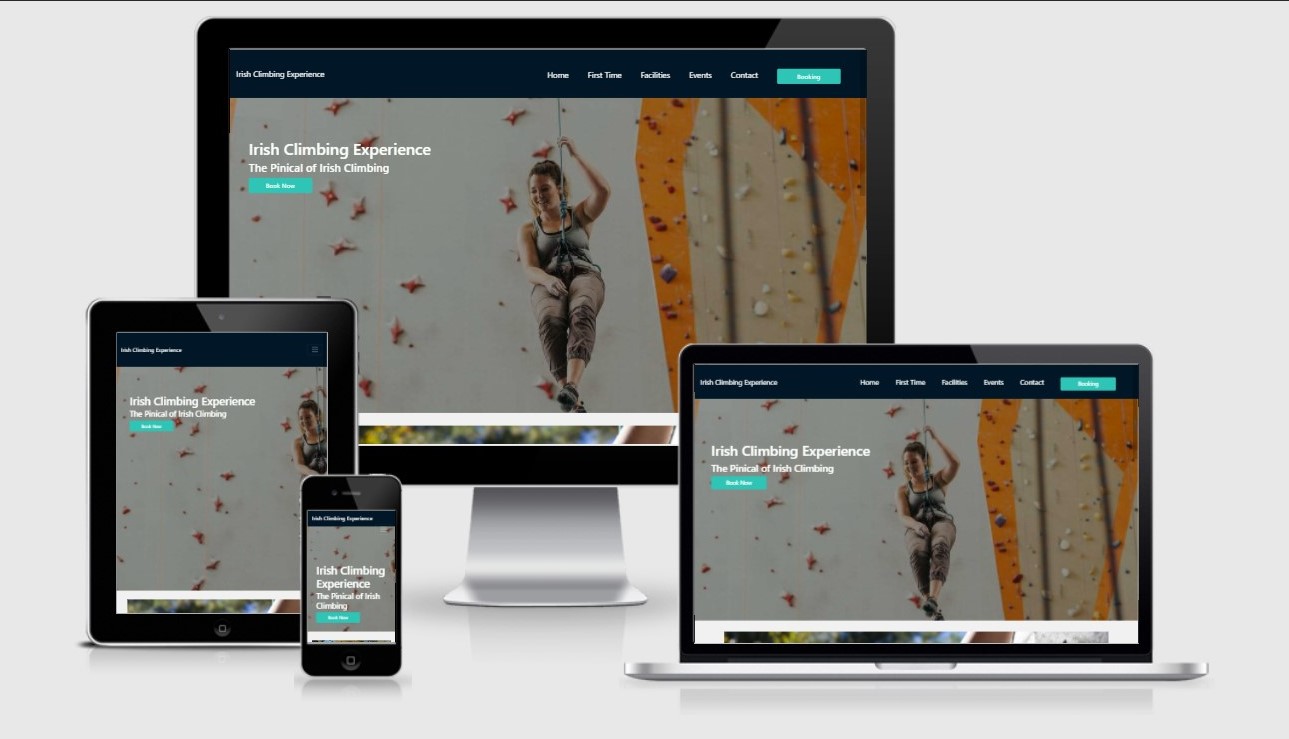 Irish Climbing Experience
Home First Time Facilities Events Contact Booking
Irish Climbing Experience
The Pinical of Irish Climbing
Book Now
Irish Climbing Experience
Irish Climbing Experience
The Pinical of Irish Climbing
Book Now
Irish Climbing Experience
Irish Climbing
Experience
The Pinical of Irish
Climbing
Book Now
Irish Climbing Experience
Home First Time Facilities Events Contact Booking
Irish Climbing Experience
The Pinical of Irish Climbing
Book Now